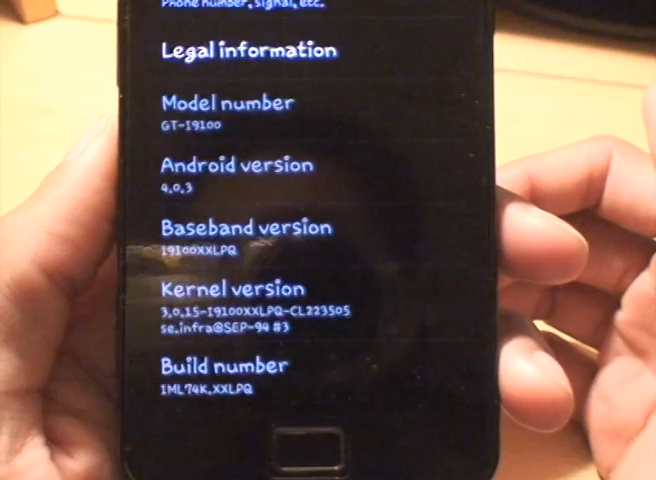 Phone number, signal, etc.
Legal information
Model number
GT-I9100
Android version
4.0.3
Baseband version
I9100XXLPQ
Kernel version
3.0.15-I9100XXLPQ-CL223505
se.infra@SEP-94 #3
Build number
IML74K.XXLPQ